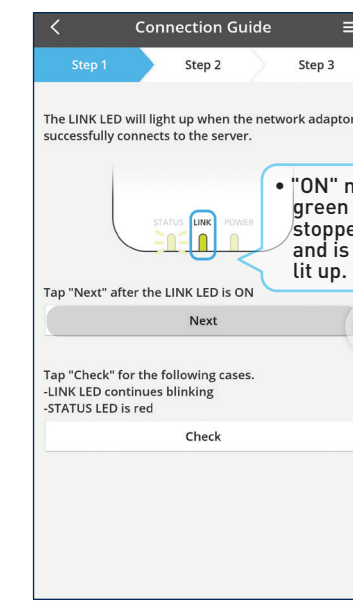 Connection Guide
Step 1
Step 2
Step 3
The LINK LED will light up when the network adaptor
successfully connects to the server.
STATUS LINK POWER
• "ON"
green
and is
lit up.
Tap "Next" after the LINK LED is ON
Next
Tap "Check" for the following cases.
-LINK LED continues blinking
-STATUS LED is red
Check